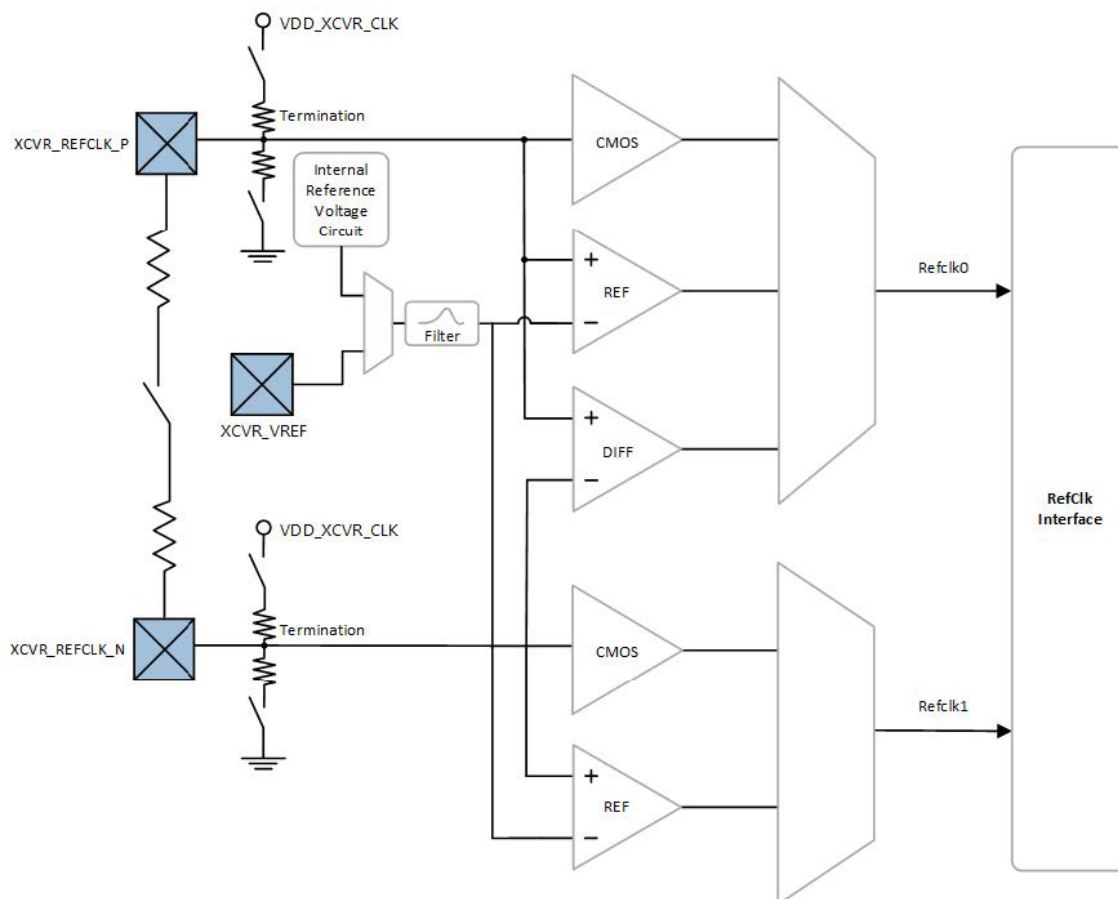 VDD_XCVR_CLK
Termination
XCVR_REFCLK_P
CMOS
Internal
Reference
Voltage
Circuit
+
REF
−
Refclk0
Filter
XCVR_VREF
+
DIFF
−
RefClk
Interface
VDD_XCVR_CLK
Termination
XCVR_REFCLK_N
CMOS
Refclk1
+
REF
−